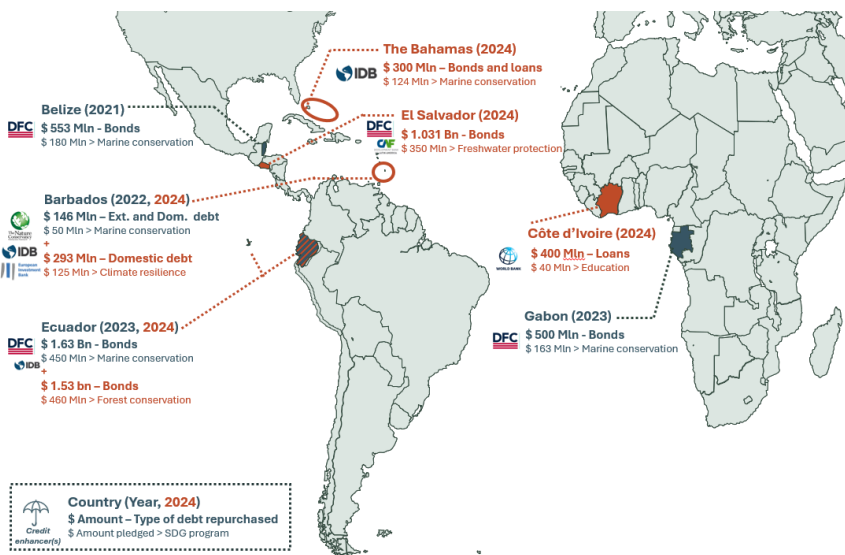 The Bahamas (2024)
IDB
$ 300 Mln – Bonds and loans
$ 124 Mln > Marine conservation
Belize (2021)
DFC
$ 553 Mln - Bonds
$ 180 Mln > Marine conservation
El Salvador (2024)
DFC
$ 1.031 Bn - Bonds
CAF
$ 350 Mln > Freshwater protection
Barbados (2022, 2024)
$ 146 Mln – Ext. and Dom. debt
The Nature Conservancy
$ 50 Mln > Marine conservation
+
IDB
$ 293 Mln – Domestic debt
European Investment Bank
$ 125 Mln > Climate resilience
Côte d’Ivoire (2024)
WORLD BANK
$ 400 Mln – Loans
$ 40 Mln > Education
Gabon (2023)
DFC
$ 500 Mln - Bonds
$ 163 Mln > Marine conservation
Ecuador (2023, 2024)
DFC
$ 1.63 Bn - Bonds
$ 450 Mln > Marine conservation
IDB
+
$ 1.53 bn – Bonds
$ 460 Mln > Forest conservation
Credit enhancer(s)
Country (Year, 2024)
$ Amount – Type of debt repurchased
$ Amount pledged > SDG program